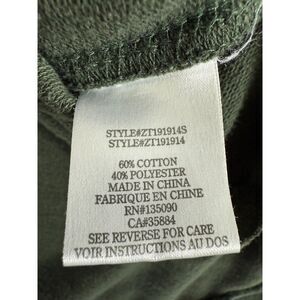 STYLE#ZT191914S
STYLE#ZT191914
60% COTTON
40% POLYESTER
MADE IN CHINA
FABRIQUE EN CHINE
RN#135090
CA#35884
SEE REVERSE FOR CARE
VOIR INSTRUCTIONS AU DOS